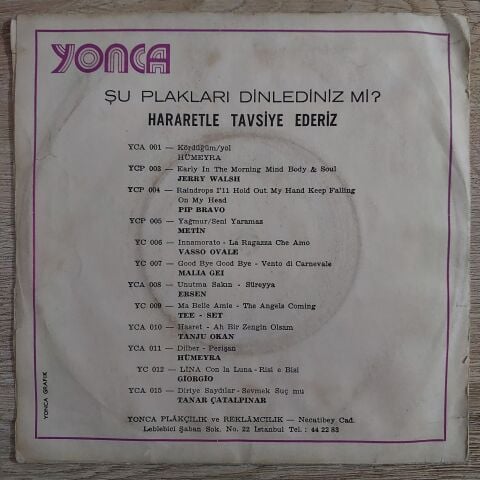 YONCA
ŞU PLAKLARI DİNLEDİNİZ Mİ?
HARARETLE TAVSİYE EDERİZ
YCA 001 — Kördüğüm/yol
HÜMEYRA
YCP 003 — Early In The Morning Mind Body & Soul
JERRY WALSH
YCP 004 — Raindrops I'll Hold Out My Hand Keep Falling
On My Head
PIP BRAVO
YCP 005 — Yağmur/Seni Yaramaz
METİN
YC 006 — Innamorato - La Ragazza Che Amo
VASSO OVALE
YC 007 — Good Bye Good Bye - Vento di Carnevale
MALIA GEI
YCA 008 — Unutma Sakın - Süreyya
ERSEN
YC 009 — Ma Belle Amie - The Angels Coming
TEE - SET
YCA 010 — Hasret - Ah Bir Zengin Olsam
TANJU OKAN
YCA 011 — Dilber - Perişan
HÜMEYRA
YC 012 — LİNA Con la Luna - Risi e Bisi
GİORGİO
YCA 015 — Diriye Saydılar - Sevmek Suç mu
TANAR ÇATALPINAR
YONCA PLÂKÇILIK ve REKLÂMCILIK — Necatibey Cad.
Leblebici Şaban Sok. No. 22 İstanbul Tel. : 44 22 83
YONCA GRAFİK